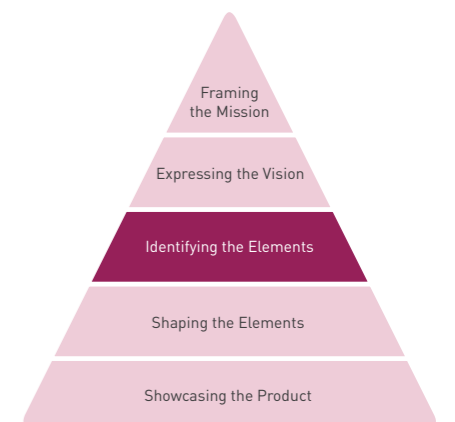 Framing
the Mission
Expressing the Vision
Identifying the Elements
Shaping the Elements
Showcasing the Product